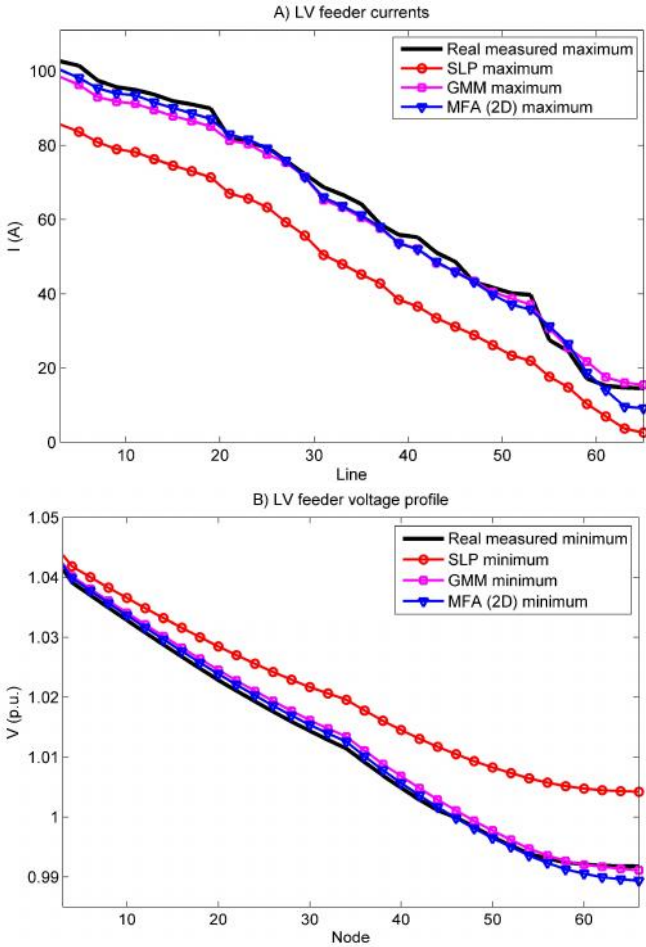 A) LV feeder currents
Real measured maximum
SLP maximum
GMM maximum
MFA (2D) maximum
100
80
60
40
20
0
I (A)
10 20 30 40 50 60
Line
B) LV feeder voltage profile
Real measured minimum
SLP minimum
GMM minimum
MFA (2D) minimum
1.05
1.04
1.03
1.02
1.01
1
0.99
V (p.u.)
10 20 30 40 50 60
Node